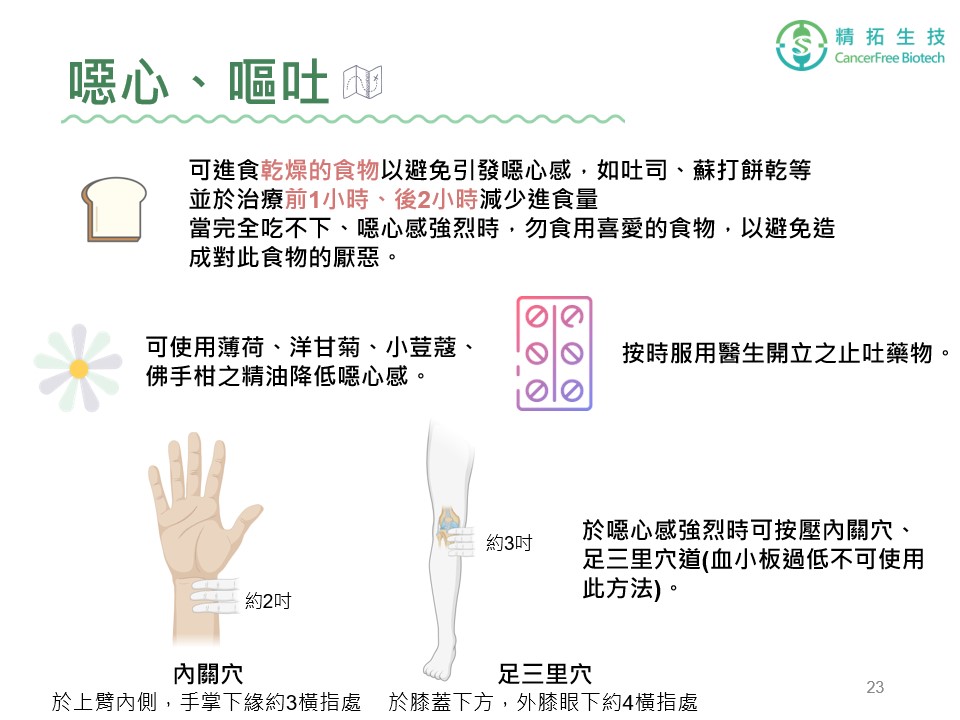 精拓生技
CancerFree Biotech
噁心、嘔吐
可進食乾燥的食物以避免引發噁心感，如吐司、蘇打餅乾等
並於治療前1小時、後2小時減少進食量
當完全吃不下、噁心感強烈時，勿食用喜愛的食物，以避免造
成對此食物的厭惡。
可使用薄荷、洋甘菊、小荳蔻、
佛手柑之精油降低噁心感。
按時服用醫生開立之止吐藥物。
約3吋
於噁心感強烈時可按壓內關穴、
足三里穴道(血小板過低不可使用
此方法)。
約2吋
內關穴
於上臂內側，手掌下緣約3橫指處
足三里穴
於膝蓋下方，外膝眼下約4橫指處
23